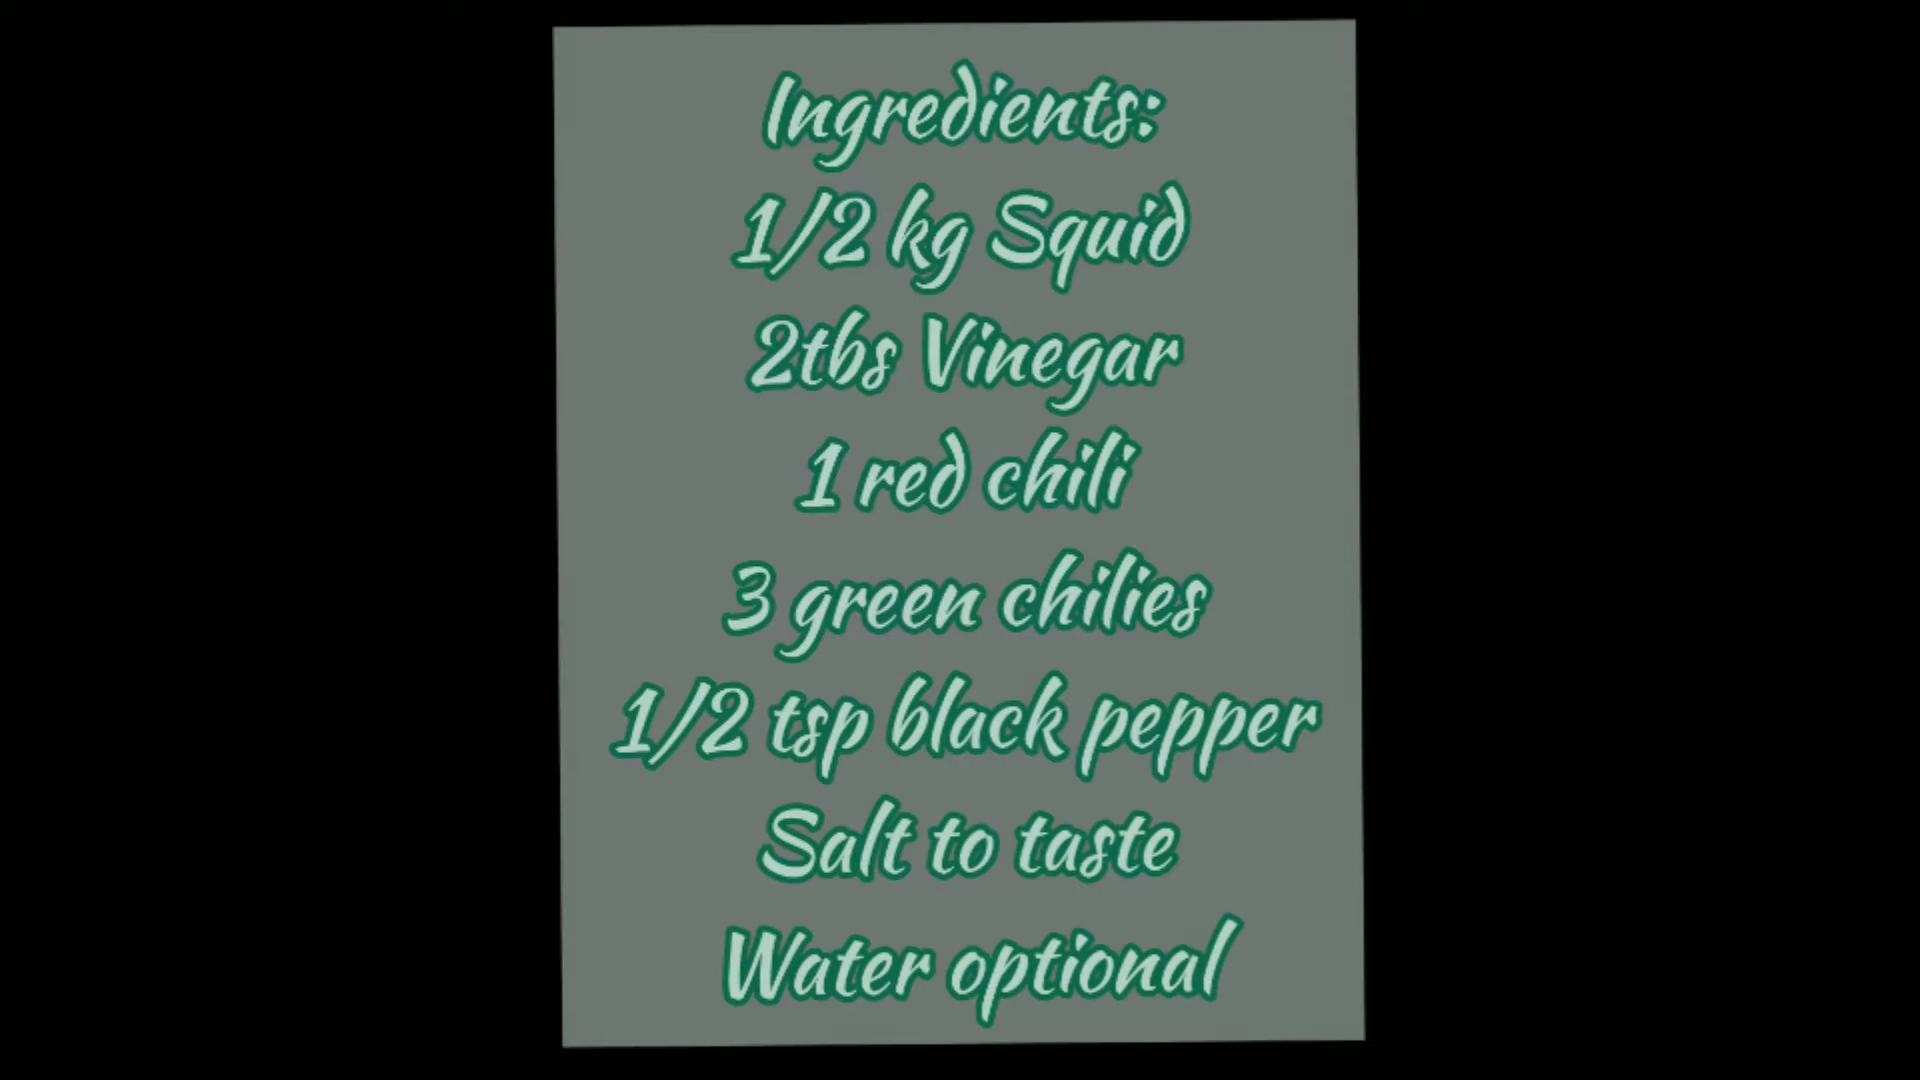 Ingredients:
1/2 kg Squid
2tbs Vinegar
1 red chili
3 green chilies
1/2 tsp black pepper
Salt to taste
Water optional